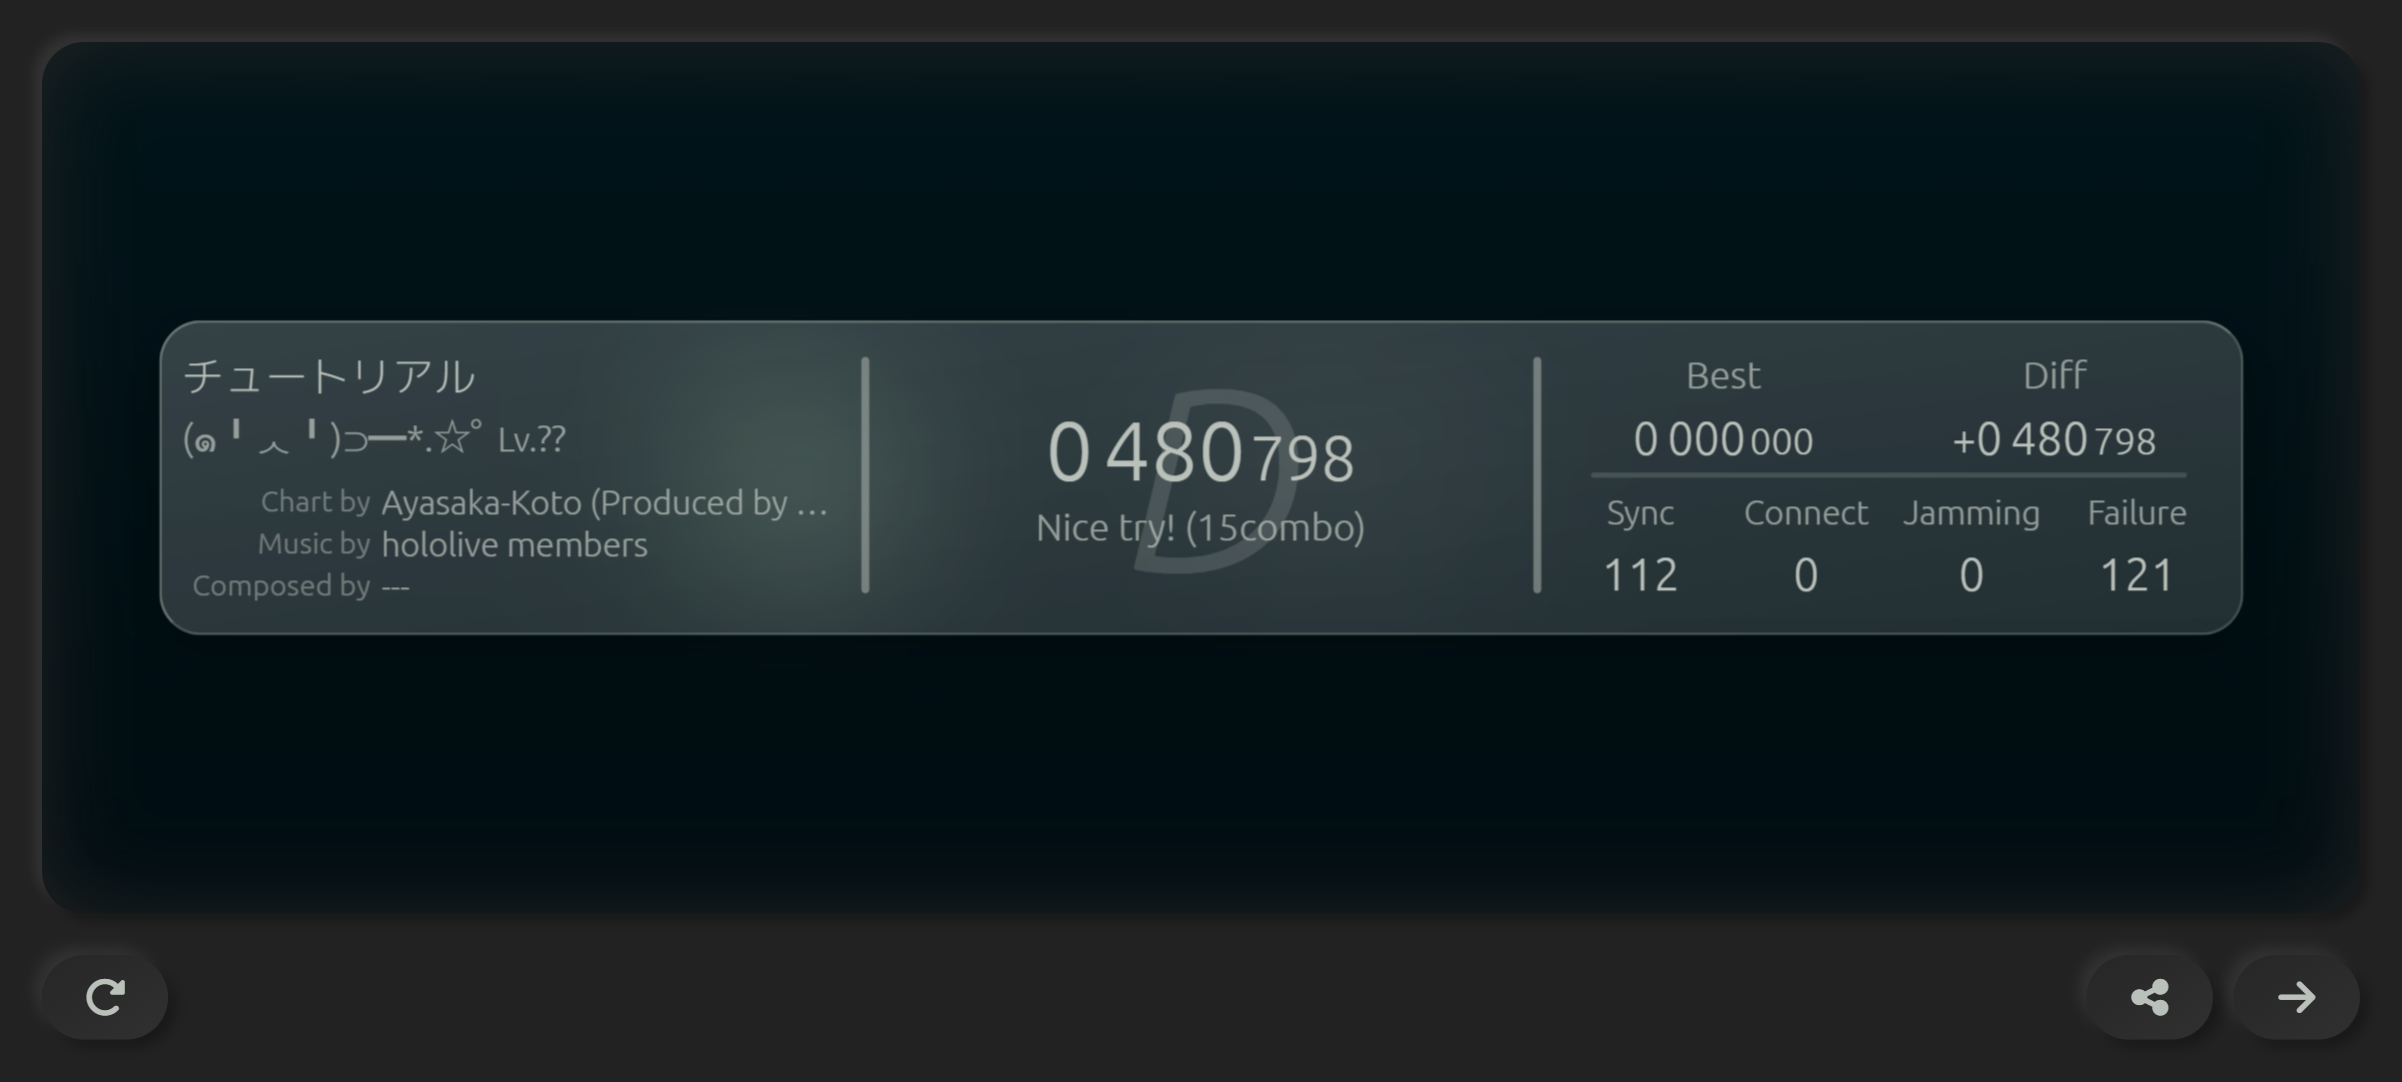 チュートリアル
(๑╹︿╹)⊃━*.☆° Lv.??
Chart by Ayasaka-Koto (Produced by …
Music by hololive members
Composed by ---
D
0 480 798
Nice try! (15combo)
Best Diff
0 000 000 +0 480 798
Sync Connect Jamming Failure
112 0 0 121